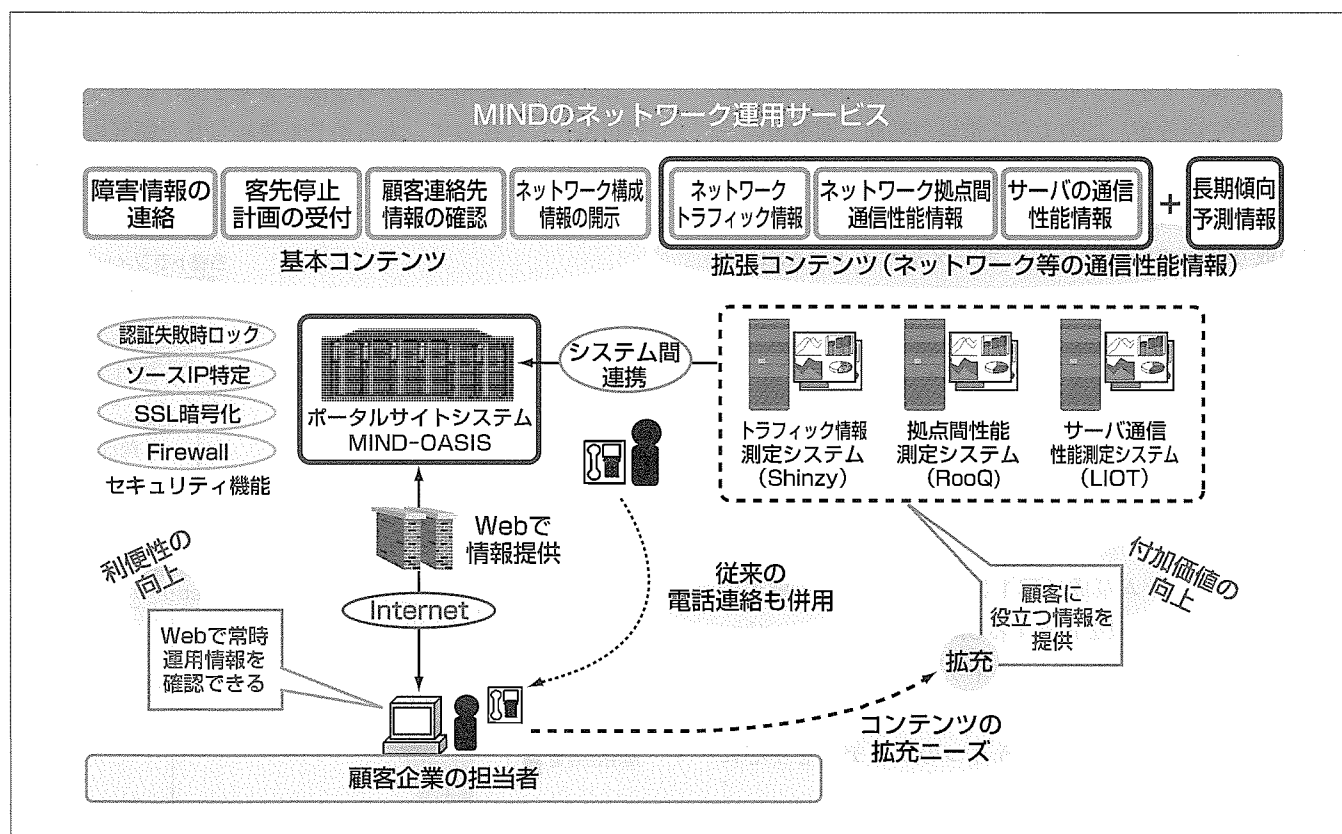 MINDのネットワーク運用サービス
障害情報の
連絡
客先停止
計画の受付
顧客連絡先
情報の確認
ネットワーク構成
情報の開示
基本コンテンツ
ネットワーク
トラフィック情報
ネットワーク拠点間
通信性能情報
サーバの通信
性能情報
+
長期傾向
予測情報
拡張コンテンツ(ネットワーク等の通信性能情報)
認証失敗時ロック
ソースIP特定
SSL暗号化
Firewall
セキュリティ機能
ポータルサイトシステム
MIND-OASIS
システム間
連携
トラフィック情報
測定システム
(Shinzy)
拠点間性能
測定システム
(RooQ)
サーバ通信
性能測定システム
(LIOT)
Webで
情報提供
Internet
従来の
電話連絡も併用
利便性の
向上
Webで常時
運用情報を
確認できる
付加価値の
向上
顧客に
役立つ情報を
提供
拡充
コンテンツの
拡充ニーズ
顧客企業の担当者